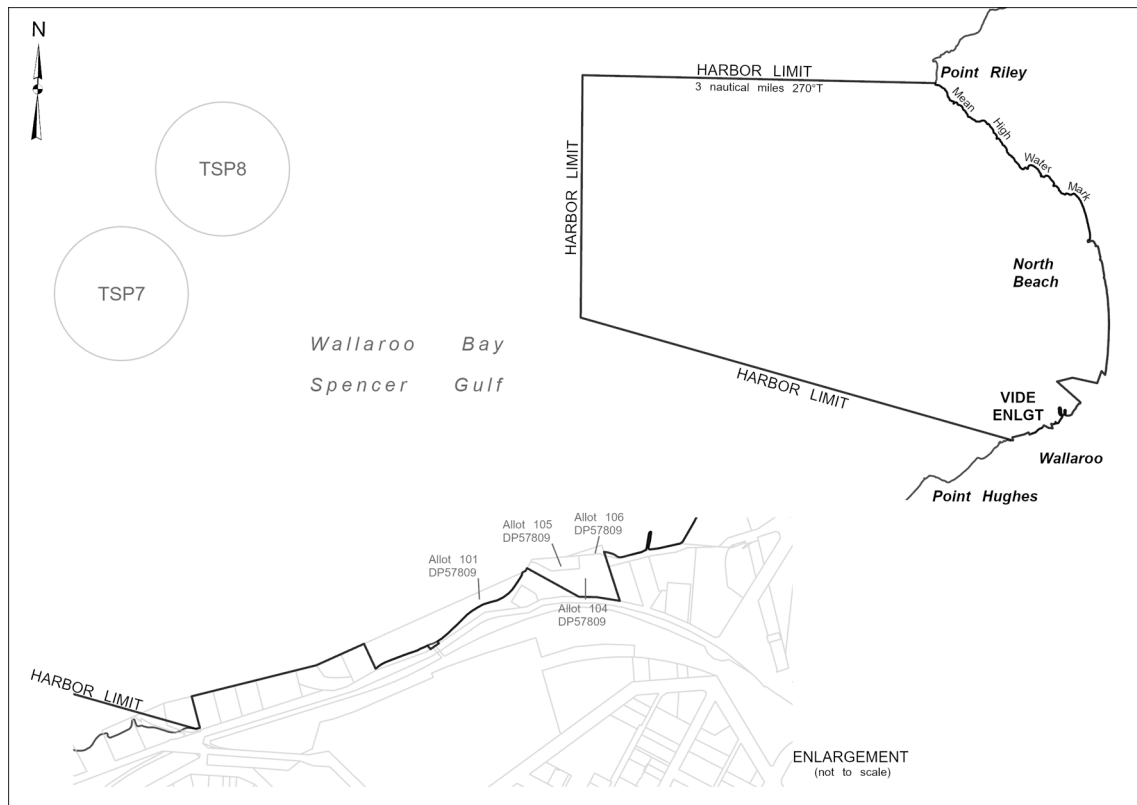 N
HARBOR LIMIT
3 nautical miles 270°T
Point Riley
Mean High Water Mark
TSP8
HARBOR LIMIT
TSP7
North
Beach
Wallaroo Bay
Spencer Gulf
HARBOR LIMIT
VIDE
ENLGT
Wallaroo
Point Hughes
Allot 106
DP57809
Allot 105
DP57809
Allot 101
DP57809
Allot 104
DP57809
HARBOR LIMIT
ENLARGEMENT
(not to scale)